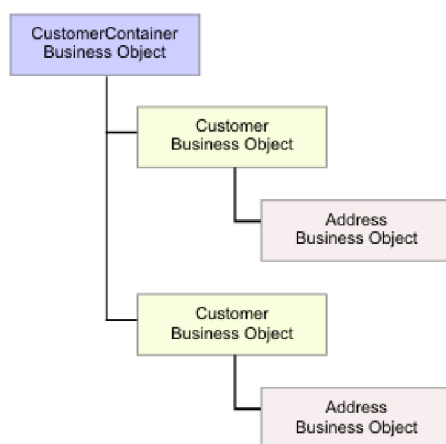 CustomerContainer
Business Object
Customer
Business Object
Address
Business Object
Customer
Business Object
Address
Business Object